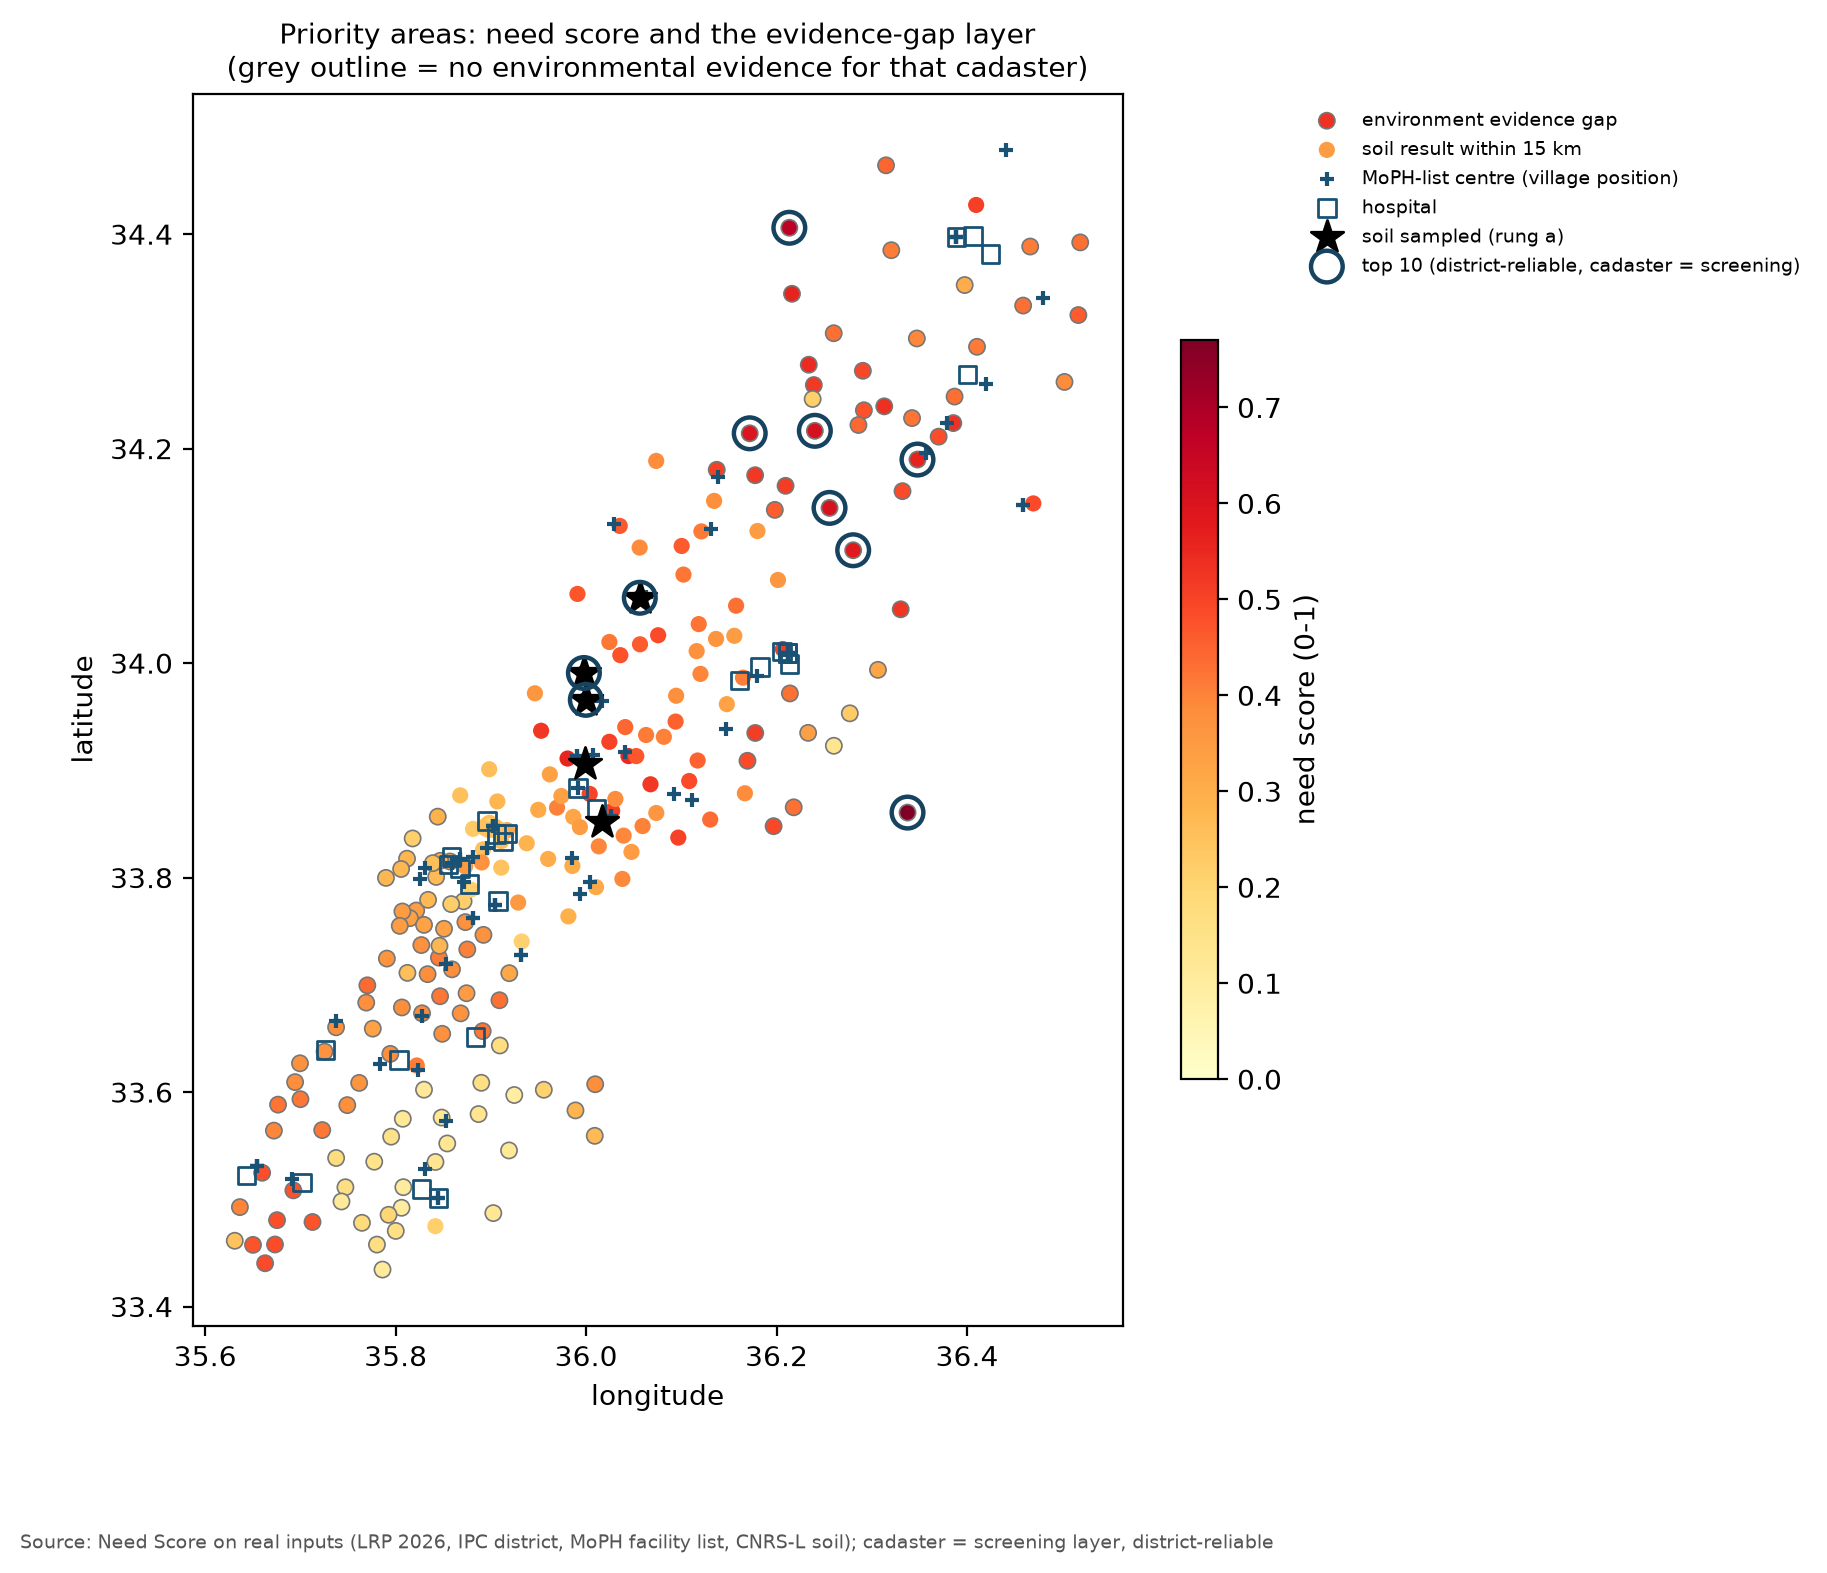 Priority areas: need score and the evidence-gap layer
(grey outline = no environmental evidence for that cadaster)
environment evidence gap
soil result within 15 km
MoPH-list centre (village position)
hospital
soil sampled (rung a)
top 10 (district-reliable, cadaster = screening)
34.4
34.2
34.0
33.8
33.6
33.4
latitude
35.6
35.8
36.0
36.2
36.4
longitude
0.7
0.6
0.5
0.4
0.3
0.2
0.1
0.0
need score (0-1)
Source: Need Score on real inputs (LRP 2026, IPC district, MoPH facility list, CNRS-L soil); cadaster = screening layer, district-reliable